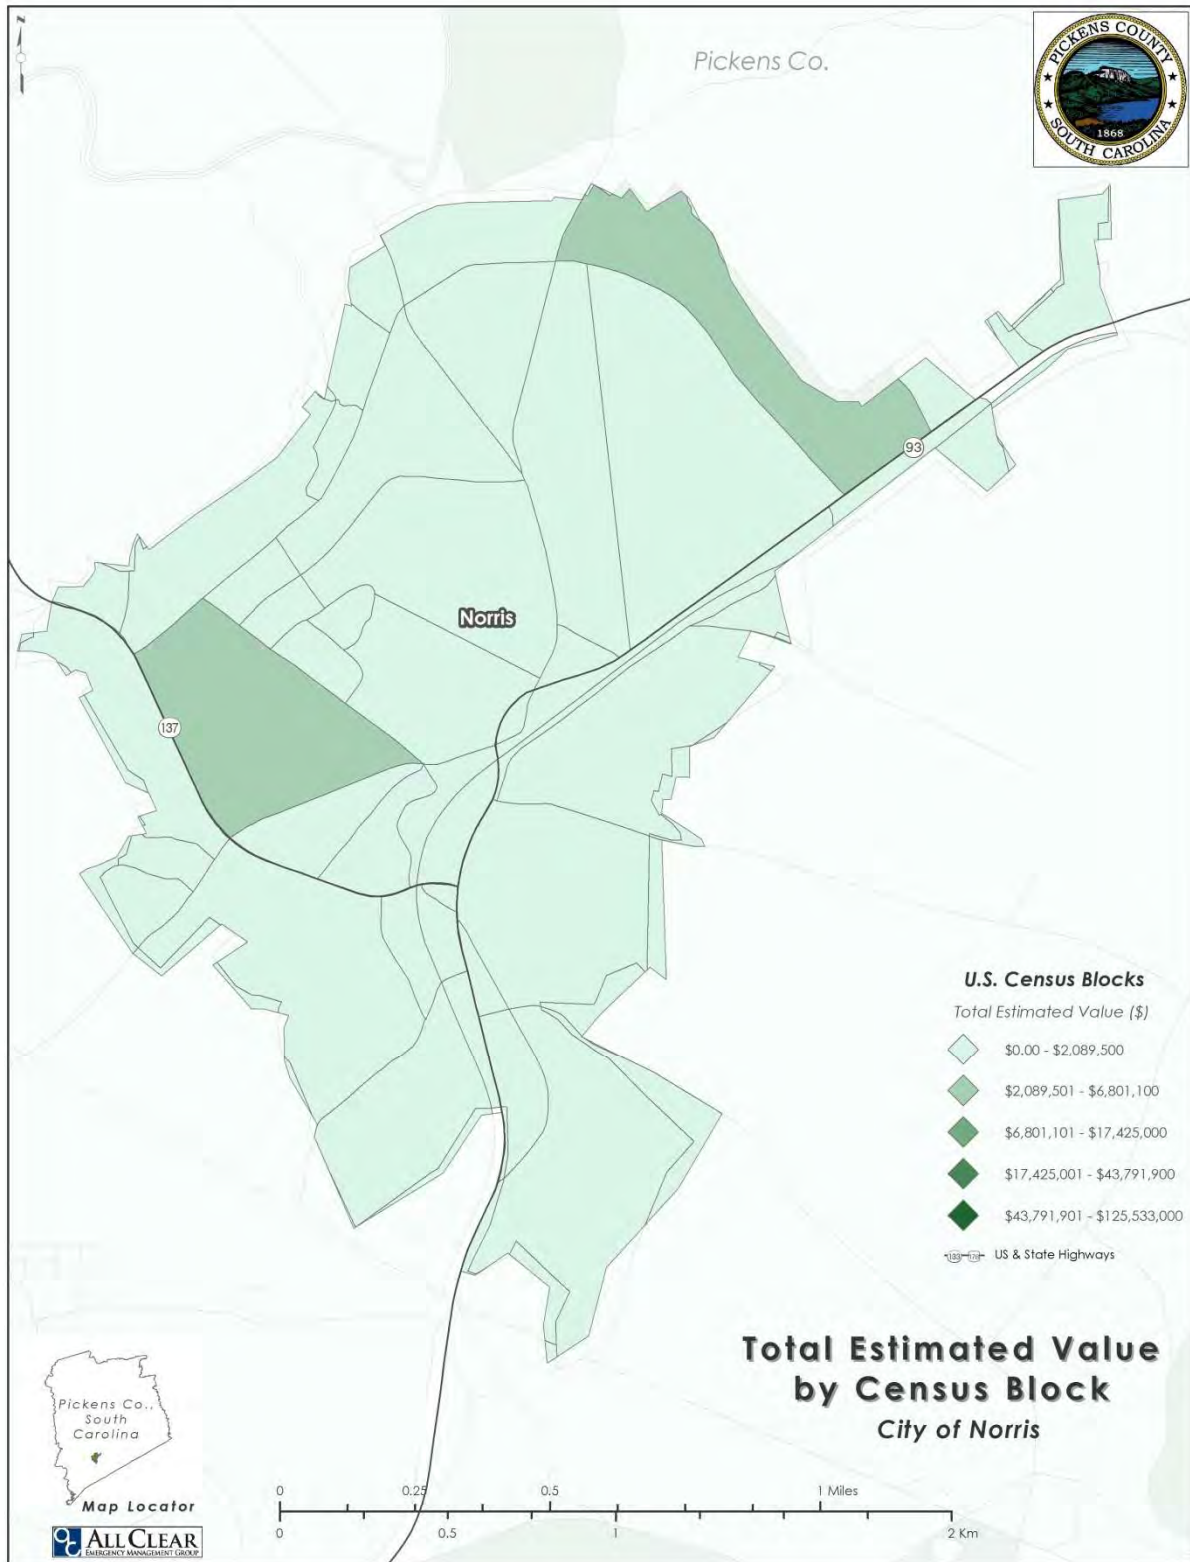 N
Pickens Co.
PICKENS COUNTY
1868
SOUTH CAROLINA
93
Norris
137
U.S. Census Blocks
Total Estimated Value ($)
$0.00 - $2,089,500
$2,089,501 - $6,801,100
$6,801,101 - $17,425,000
$17,425,001 - $43,791,900
$43,791,901 - $125,533,000
US & State Highways
Total Estimated Value
by Census Block
City of Norris
Pickens Co.,
South
Carolina
Map Locator
ALL CLEAR
EMERGENCY MANAGEMENT GROUP
0 0.25 0.5 1 Miles
0 0.5 1 2 Km